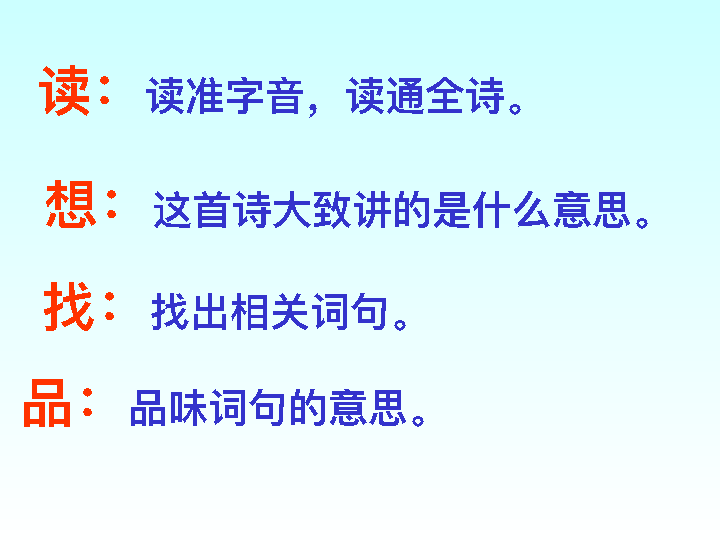 读：读准字音，读通全诗。
想：这首诗大致讲的是什么意思。
找：找出相关词句。
品：品味词句的意思。